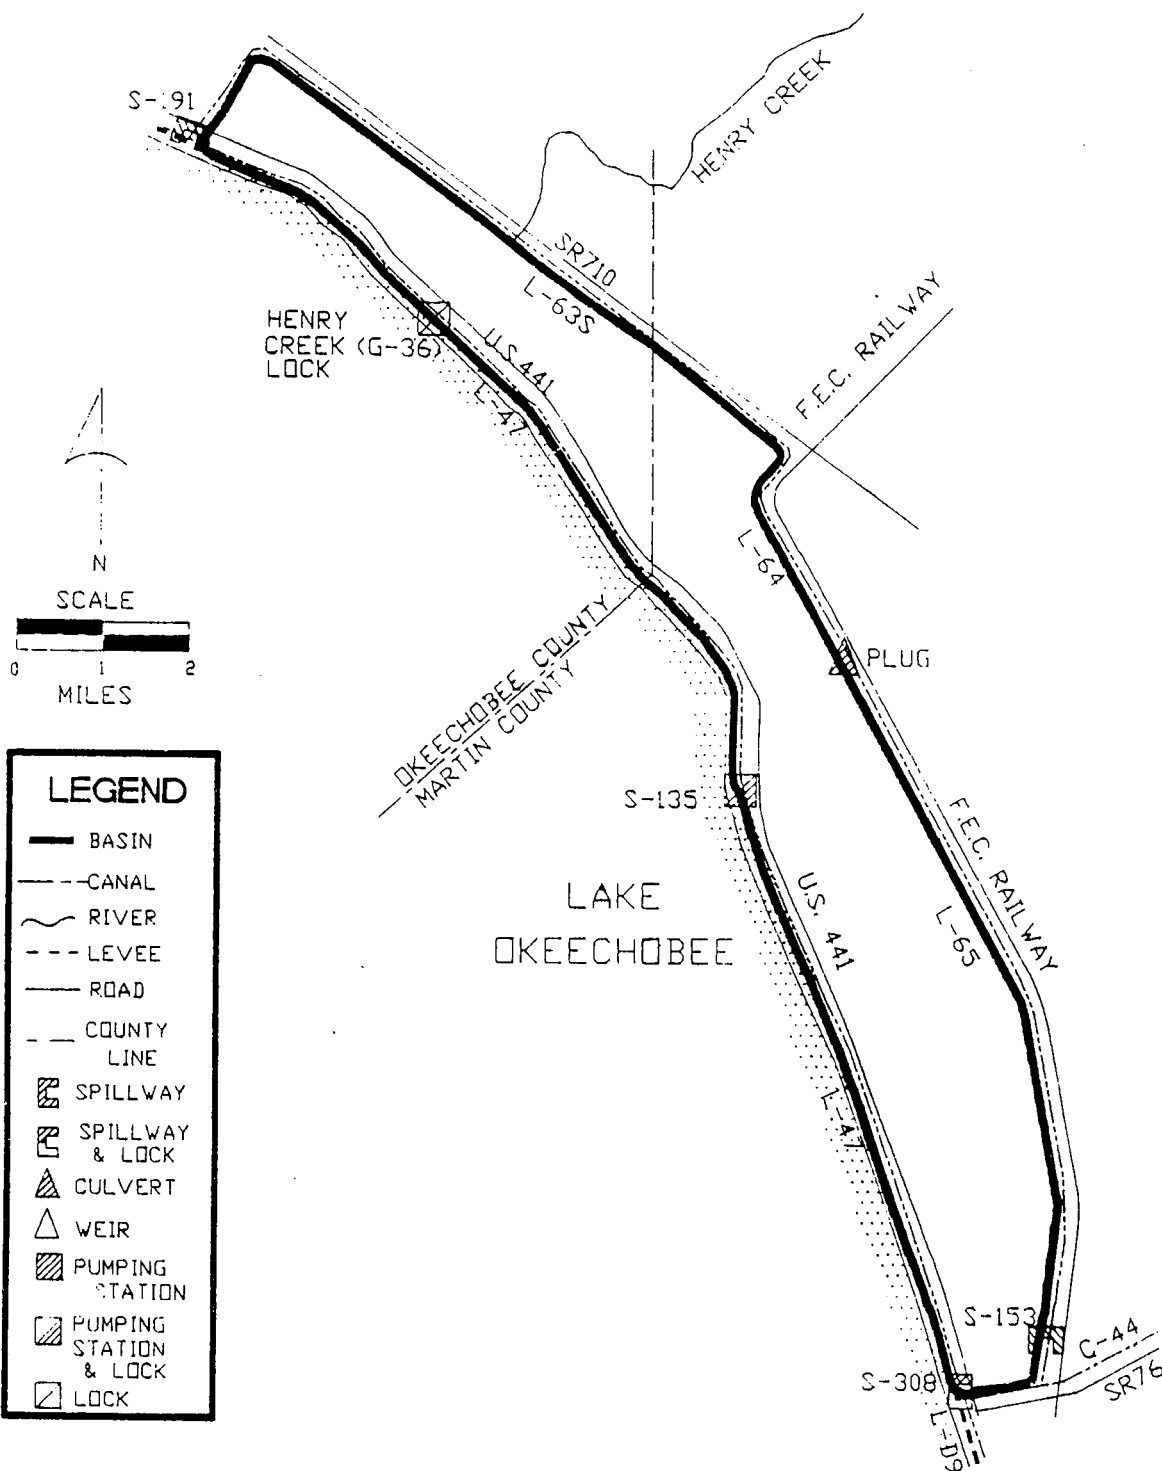 S-191
HENRY CREEK
SR710
L-63S
F.E.C. RAILWAY
HENRY
CREEK (G-36)
LOCK
U.S. 441
L-47
N
SCALE
0 1 2
MILES
L-64
PLUG
OKEECHOBEE COUNTY
MARTIN COUNTY
S-135
LAKE
OKEECHOBEE
U.S. 441
F.E.C. RAILWAY
L-65
L-47
S-153
C-44
SR76
S-308
L-D9
LEGEND
BASIN
CANAL
RIVER
LEVEE
ROAD
COUNTY
LINE
SPILLWAY
SPILLWAY
& LOCK
CULVERT
WEIR
PUMPING
STATION
PUMPING
STATION
& LOCK
LOCK